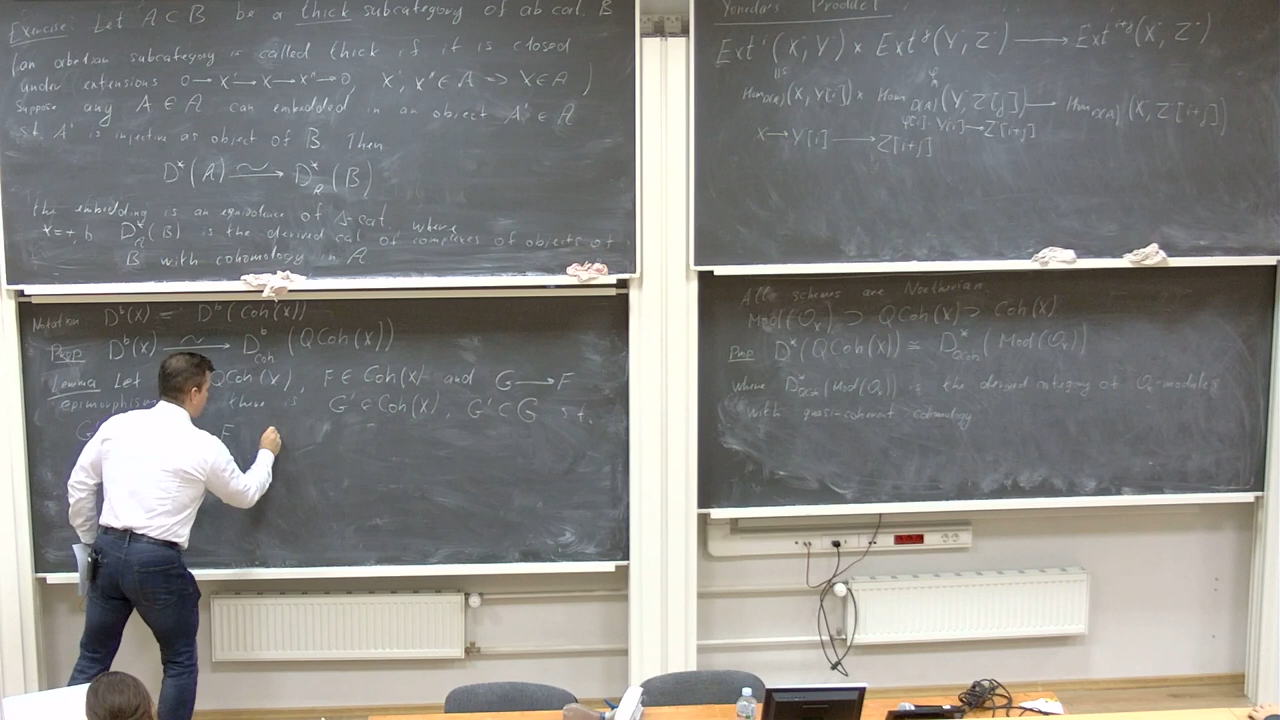 Exercise: Let A ⊂ B be a thick subcategory of ab cat. B
(an abelian subcategory is called thick if it is closed
under extensions 0→X'→X→X''→0, X', X'' ∈ A ⇒ X ∈ A)
Suppose any A ∈ A can embedded in an object A' ∈ A
s.t. A' is injective as object of B. Then
D*(A) ⥲ D*_A(B)
the embedding is an equivalence of Δ-cat. where
*=+, b D*_A(B) is the derived cat of complexes of objects of
B with cohomology in A
Notation D^b(X) = D^b(Coh(X))
Prop D^b(X) ⥲ D^b_coh(QCoh(X))
Lemma Let QCoh(X), F ∈ Coh(X) and G → F
epimorphism there is G' ∈ Coh(X), G' ⊂ G s.t.
G F
Yoneda's Product
Ext^i(X, Y) × Ext^j(Y, Z) → Ext^{i+j}(X, Z)
Hom_{D(A)}(X, Y[i]) × Hom_{D(A)}(Y, Z[j]) → Hom_{D(A)}(X, Z[i+j])
φ[i]: Y[i] → Z[i+j]
X → Y[i] → Z[i+j]
All schemes are Noetherian
Mod(O_X) ⊃ QCoh(X) ⊃ Coh(X)
Prop D*(QCoh(X)) ≅ D*_{Qcoh}(Mod(O_X))
where D*_{Qcoh}(Mod(O_X)) is the derived category of O_X-modules
with quasi-coherent cohomology